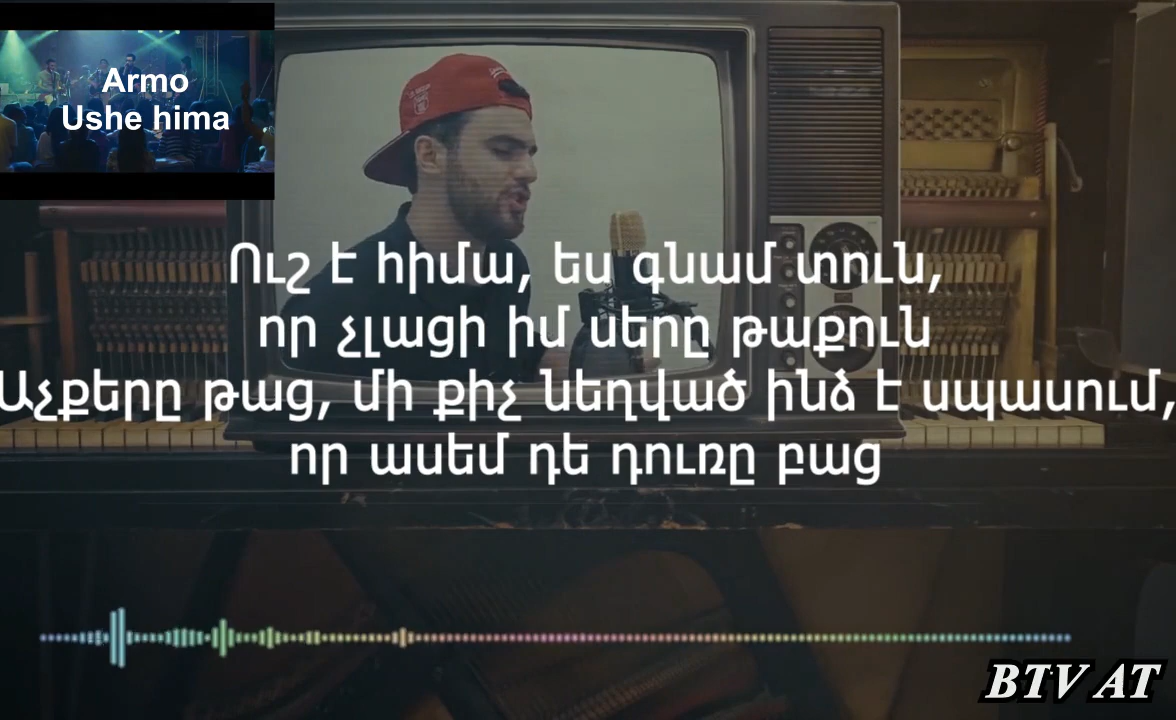 Armo
Ushe hima
Ուշ է հիմա, ես գնամ տուն,
որ չլացի իմ սերը թաքուն
Աչքերը թաց, մի քիչ նեղված ինձ է սպասում,
որ ասեմ դե դուռը բաց
BTV AT